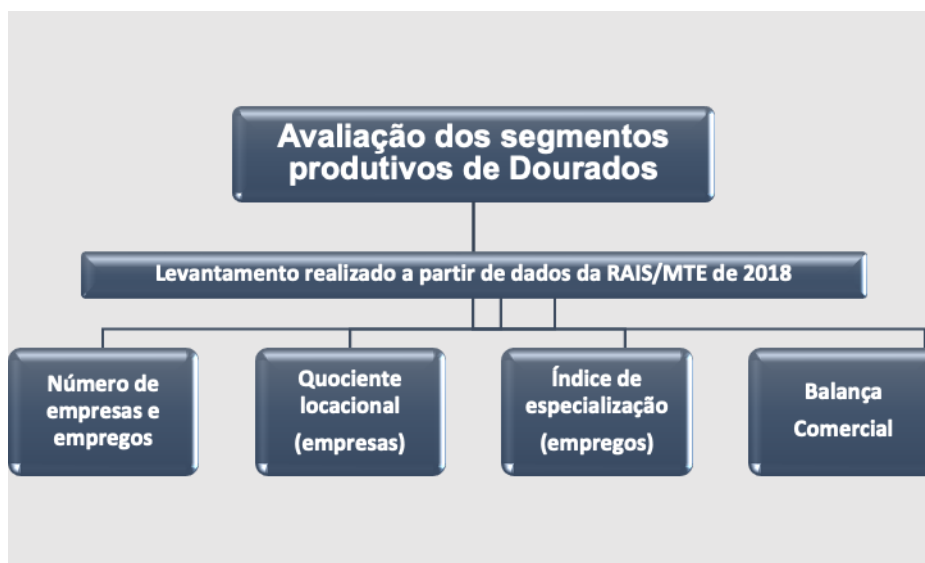 Avaliação dos segmentos
produtivos de Dourados
Levantamento realizado a partir de dados da RAIS/MTE de 2018
Número de
empresas e
empregos
Quociente
locacional
(empresas)
Índice de
especialização
(empregos)
Balança
Comercial